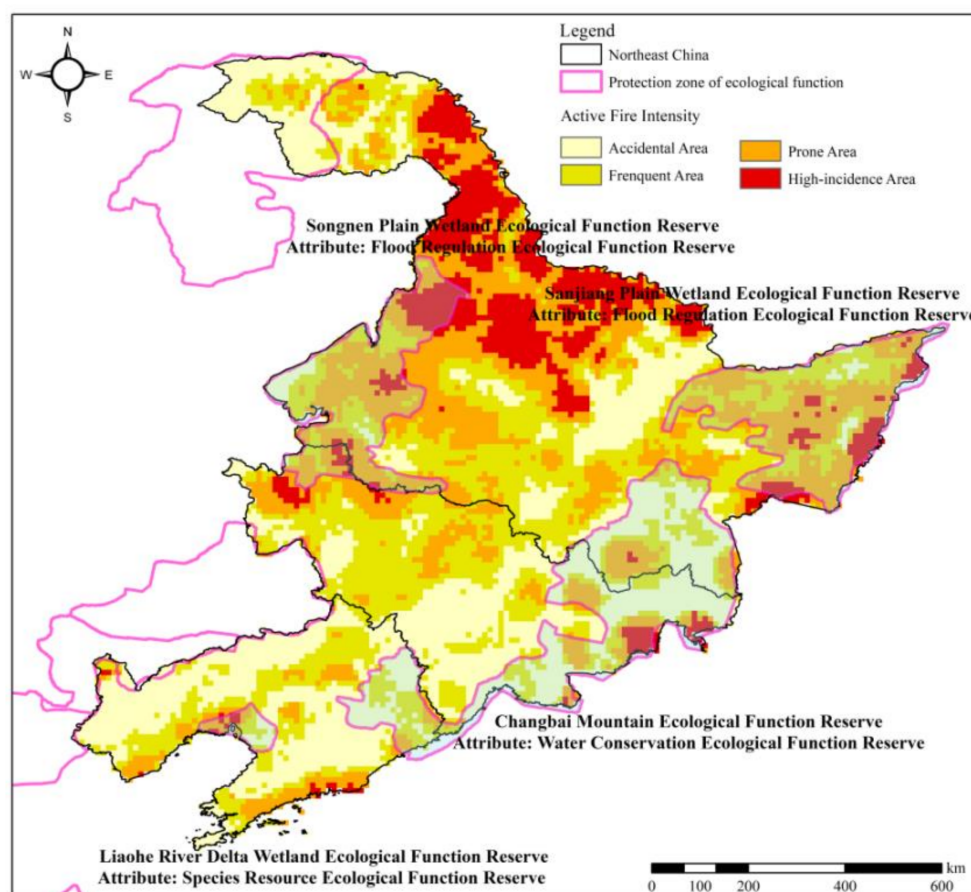 N
W E
S
Legend
Northeast China
Protection zone of ecological function
Active Fire Intensity
Accidental Area
Prone Area
Frenquent Area
High-incidence Area
Songnen Plain Wetland Ecological Function Reserve
Attribute: Flood Regulation Ecological Function Reserve
Sanjiang Plain Wetland Ecological Function Reserve
Attribute: Flood Regulation Ecological Function Reserve
Changbai Mountain Ecological Function Reserve
Attribute: Water Conservation Ecological Function Reserve
Liaohe River Delta Wetland Ecological Function Reserve
Attribute: Species Resource Ecological Function Reserve
km
0 100 200 400 600